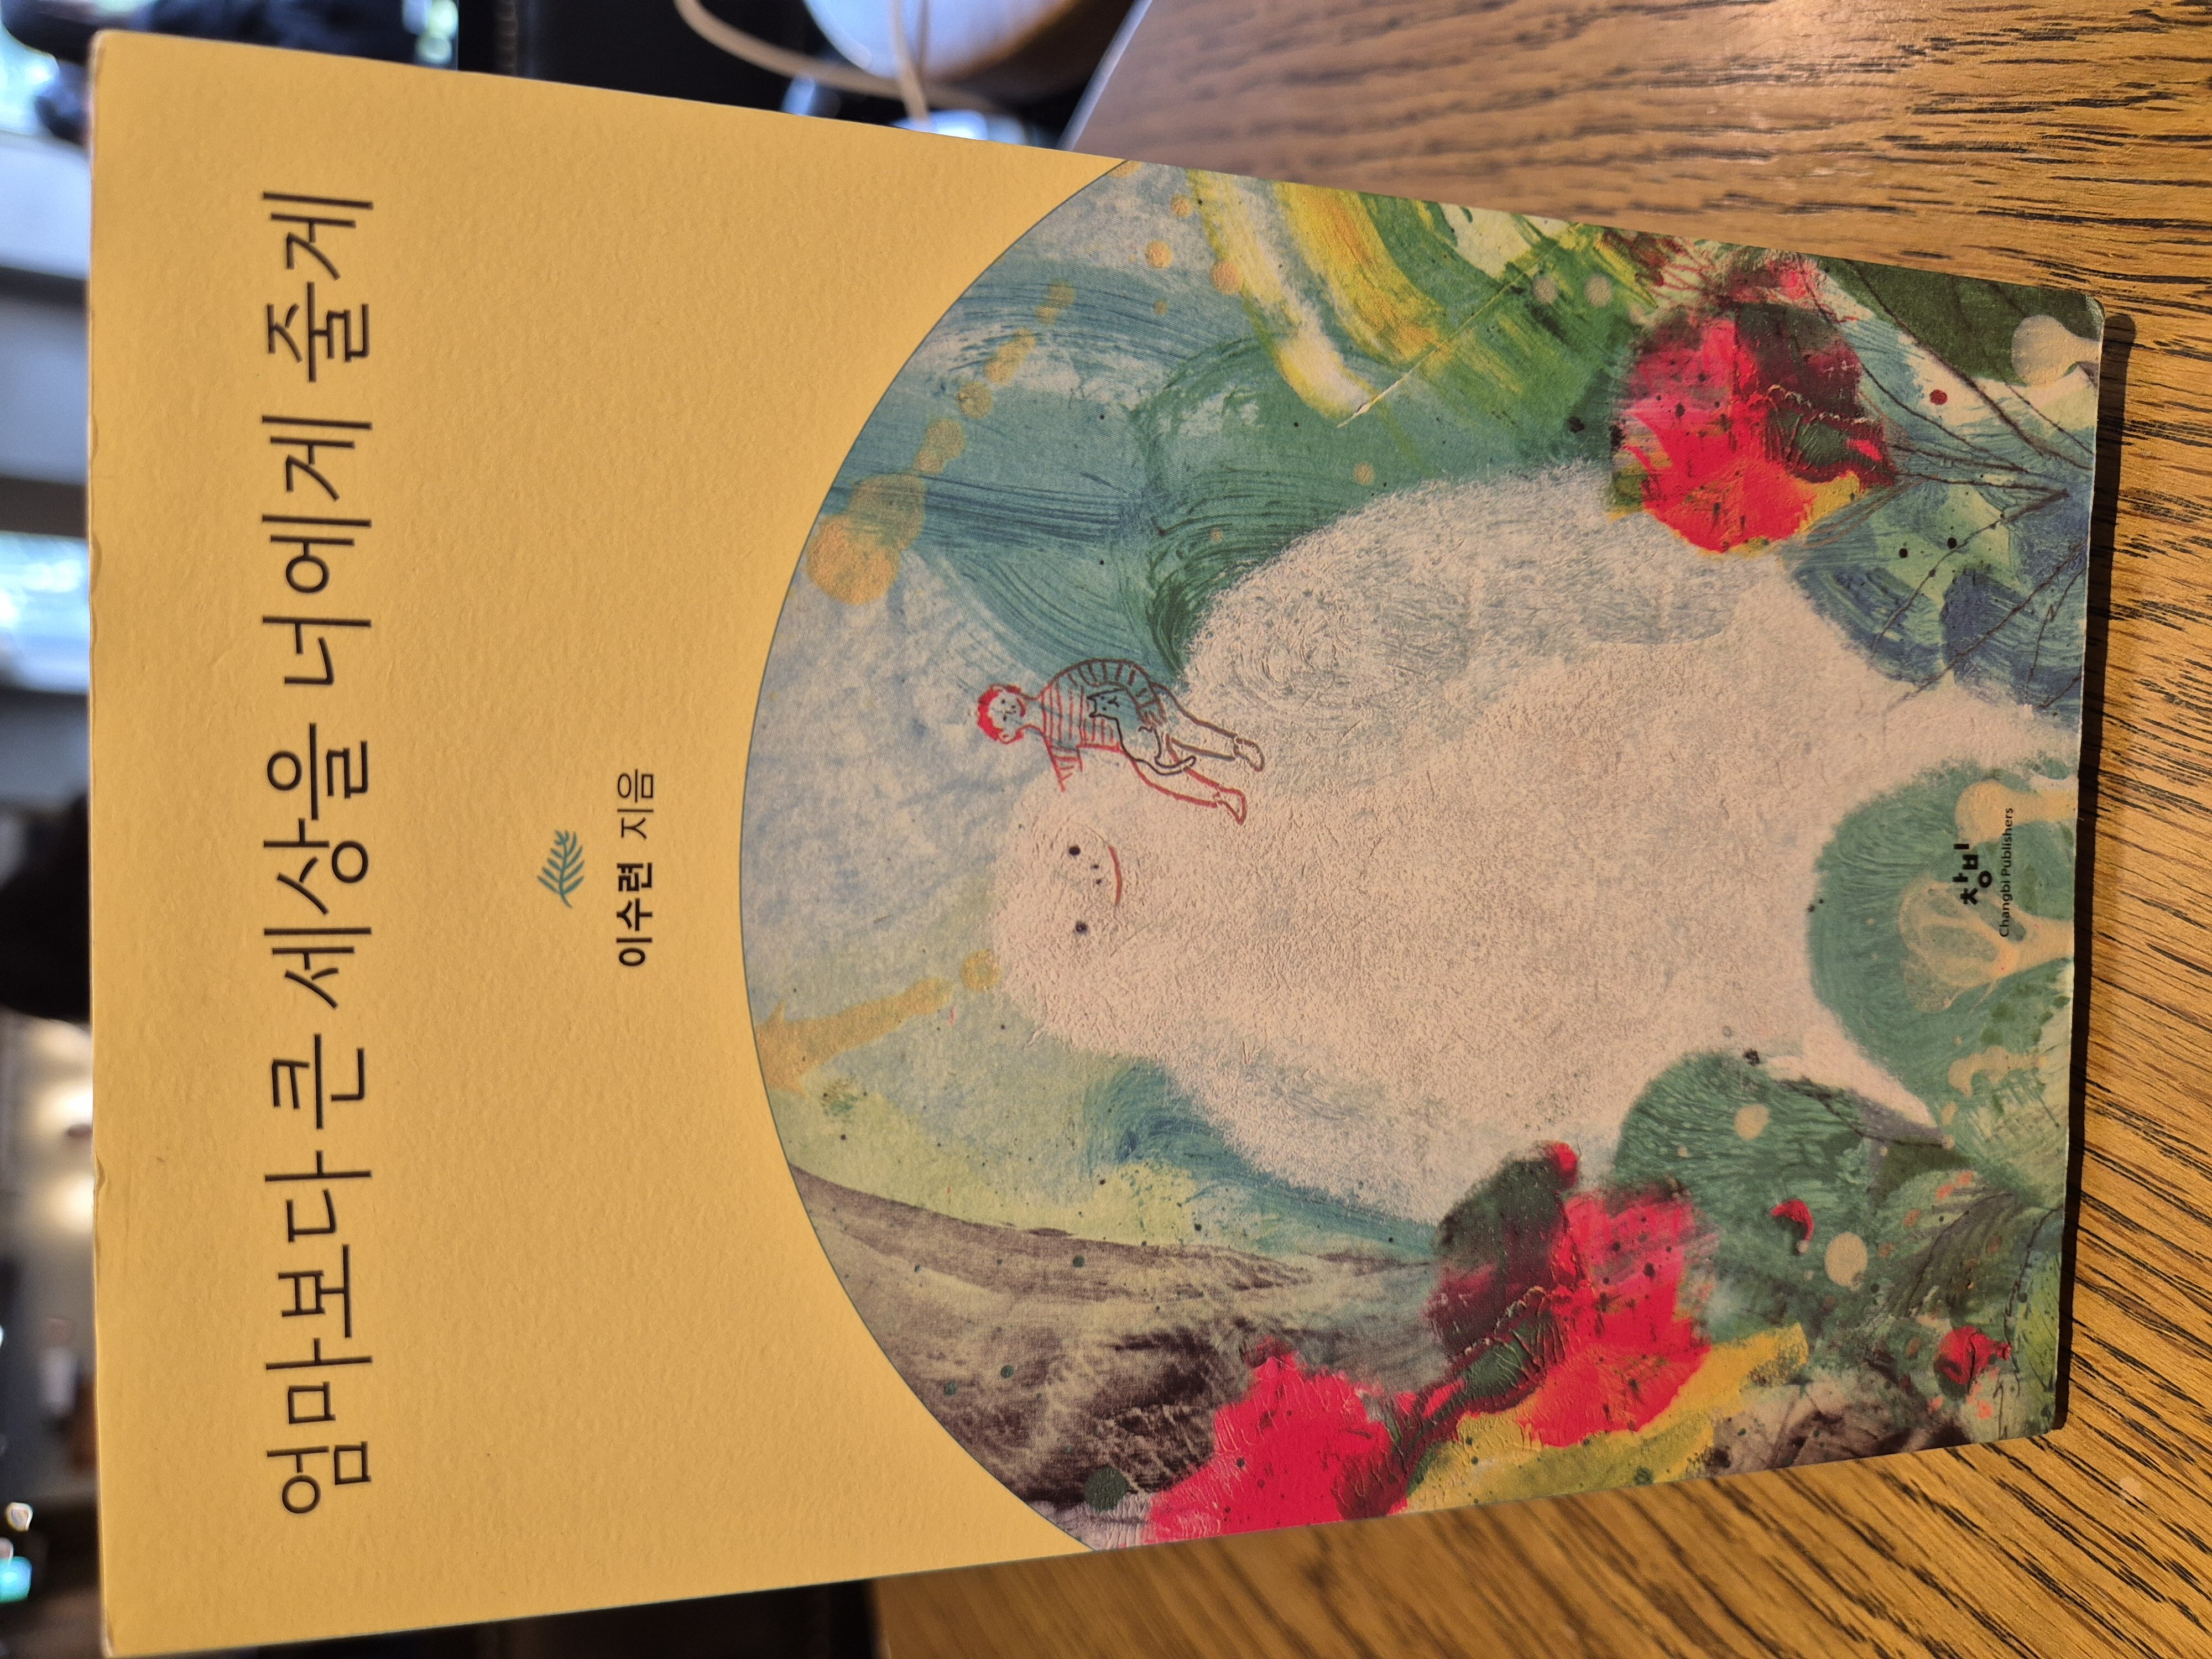 엄마보다 큰 세상을 너에게 줄게
이수련 지음
창비
Changbi Publishers